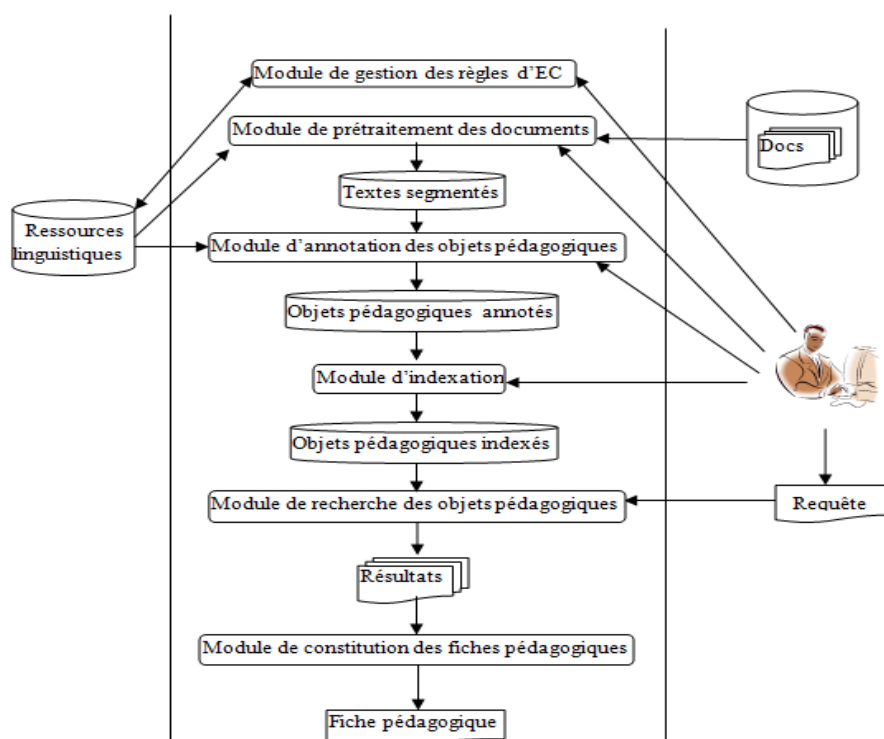 Module de gestion des règles d'EC
Module de prétraitement des documents
Docs
Textes segmentés
Ressources
linguistiques
Module d'annotation des objets pédagogiques
Objets pédagogiques annotés
Module d'indexation
Objets pédagogiques indexés
Module de recherche des objets pédagogiques
Requête
Résultats
Module de constitution des fiches pédagogiques
Fiche pédagogique